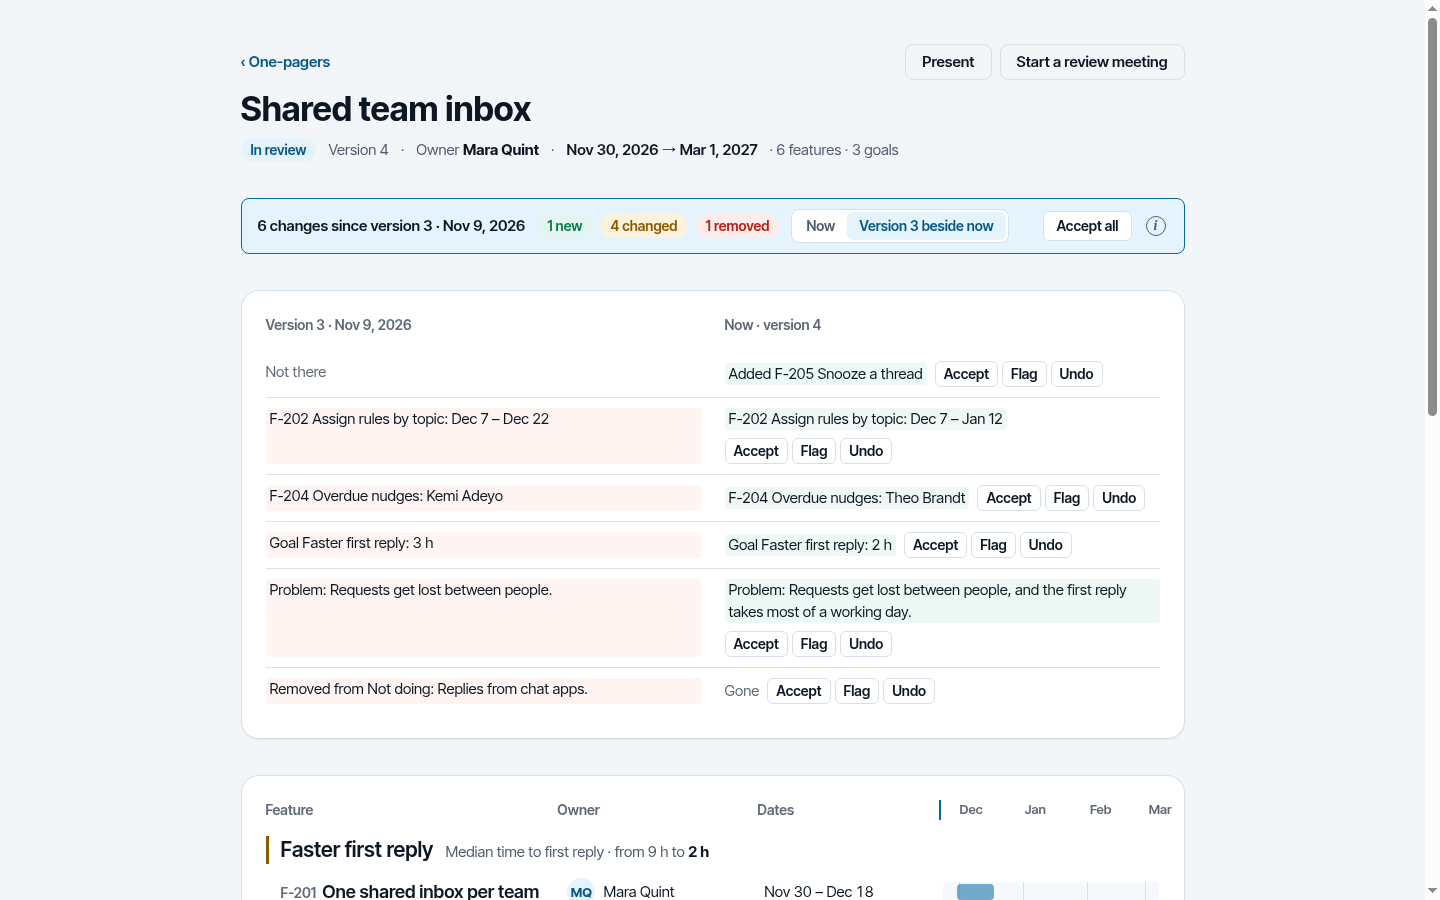 ‹ One-pagers
Present
Start a review meeting
Shared team inbox
In review Version 4 · Owner Mara Quint · Nov 30, 2026 → Mar 1, 2027 · 6 features · 3 goals
6 changes since version 3 · Nov 9, 2026 1 new 4 changed 1 removed Now Version 3 beside now Accept all i
Version 3 · Nov 9, 2026 Now · version 4
Not there Added F-205 Snooze a thread Accept Flag Undo
F-202 Assign rules by topic: Dec 7 – Dec 22 F-202 Assign rules by topic: Dec 7 – Jan 12
Accept Flag Undo
F-204 Overdue nudges: Kemi Adeyo F-204 Overdue nudges: Theo Brandt Accept Flag Undo
Goal Faster first reply: 3 h Goal Faster first reply: 2 h Accept Flag Undo
Problem: Requests get lost between people. Problem: Requests get lost between people, and the first reply
takes most of a working day.
Accept Flag Undo
Removed from Not doing: Replies from chat apps. Gone Accept Flag Undo
Feature Owner Dates Dec Jan Feb Mar
Faster first reply Median time to first reply · from 9 h to 2 h
F-201 One shared inbox per team MQ Mara Quint Nov 30 – Dec 18